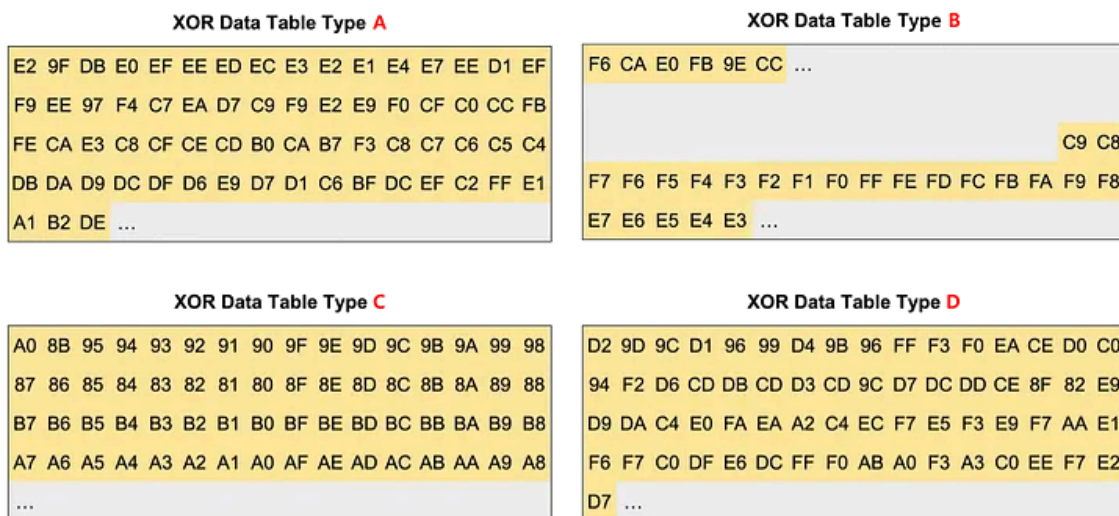 XOR Data Table Type A
E2 9F DB E0 EF EE ED EC E3 E2 E1 E4 E7 EE D1 EF
F9 EE 97 F4 C7 EA D7 C9 F9 E2 E9 F0 CF C0 CC FB
FE CA E3 C8 CF CE CD B0 CA B7 F3 C8 C7 C6 C5 C4
DB DA D9 DC DF D6 E9 D7 D1 C6 BF DC EF C2 FF E1
A1 B2 DE ...
XOR Data Table Type B
F6 CA E0 FB 9E CC ...
C9 C8
F7 F6 F5 F4 F3 F2 F1 F0 FF FE FD FC FB FA F9 F8
E7 E6 E5 E4 E3 ...
XOR Data Table Type C
A0 8B 95 94 93 92 91 90 9F 9E 9D 9C 9B 9A 99 98
87 86 85 84 83 82 81 80 8F 8E 8D 8C 8B 8A 89 88
B7 B6 B5 B4 B3 B2 B1 B0 BF BE BD BC BB BA B9 B8
A7 A6 A5 A4 A3 A2 A1 A0 AF AE AD AC AB AA A9 A8
...
XOR Data Table Type D
D2 9D 9C D1 96 99 D4 9B 96 FF F3 F0 EA CE D0 C0
94 F2 D6 CD DB CD D3 CD 9C D7 DC DD CE 8F 82 E9
D9 DA C4 E0 FA EA A2 C4 EC F7 E5 F3 E9 F7 AA E1
F6 F7 C0 DF E6 DC FF F0 AB A0 F3 A3 C0 EE F7 E2
D7 ...